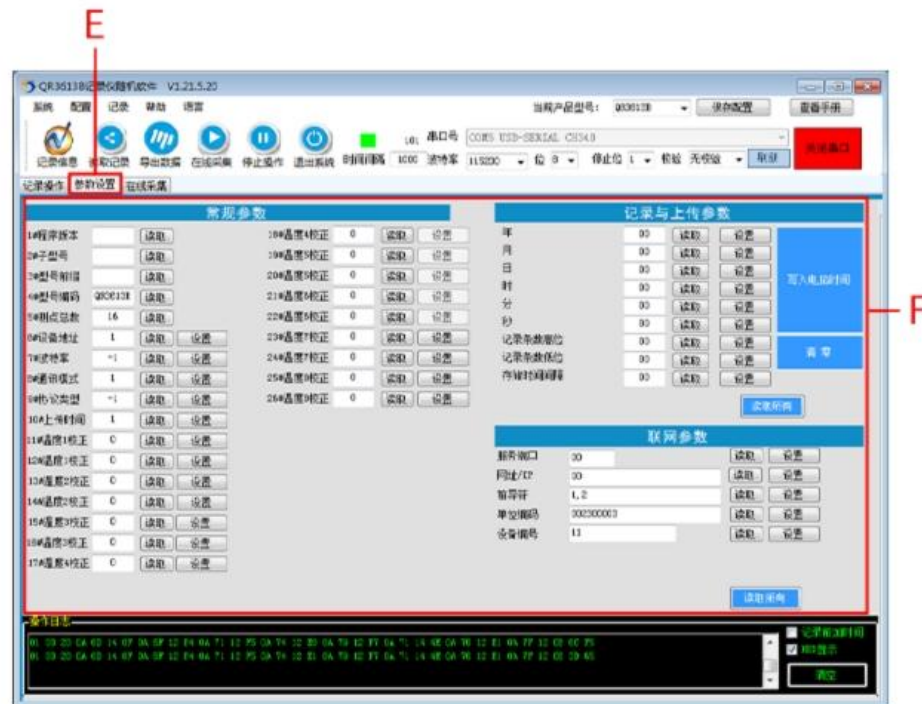 E
QR3613B记录仪随机软件 V1.21.5.20
系统 配置 记录 帮助 语言
当前产品型号: QR3613B 保存配置 查看手册
记录信息 读取记录 导出数据 在线采集 停止操作 退出系统
101 串口号 COM5 USB-SERIAL CH340
时间间隔 1000 波特率 115200 位 8 停止位 1 校验 无校验
记录操作 参数设置 在线采集
F
常规参数
1#程序版本 读取
2#子型号 读取
3#型号前缀 读取
4#型号编码 QR3613B 读取
5#测点总数 16 读取
6#设备地址 1 读取 设置
7#波特率 -1 读取 设置
8#通讯模式 1 读取 设置
9#协议类型 -1 读取 设置
10#上传时间 1 读取 设置
11#温度1校正 0 读取 设置
12#湿度1校正 0 读取 设置
13#温度2校正 0 读取 设置
14#湿度2校正 0 读取 设置
15#温度3校正 0 读取 设置
16#湿度3校正 0 读取 设置
17#温度4校正 0 读取 设置
18#湿度4校正 0 读取 设置
19#温度5校正 0 读取 设置
20#湿度5校正 0 读取 设置
21#温度6校正 0 读取 设置
22#湿度6校正 0 读取 设置
23#温度7校正 0 读取 设置
24#湿度7校正 0 读取 设置
25#温度8校正 0 读取 设置
26#湿度8校正 0 读取 设置
记录与上传参数
年 00 读取 设置
月 00 读取 设置
日 00 读取 设置
时 00 读取 设置
分 00 读取 设置
秒 00 读取 设置
记录条数高位 00 读取 设置
记录条数低位 00 读取 设置
存储时间间隔 00 读取 设置
写入电脑时间
清零
读取所有
联网参数
服务端口 00 读取 设置
网址/IP 00 读取 设置
前导符 1,2 读取 设置
单位编码 读取 设置
设备编号 11 读取 设置
读取所有
操作日志
记录前加时间
HEX显示
清空